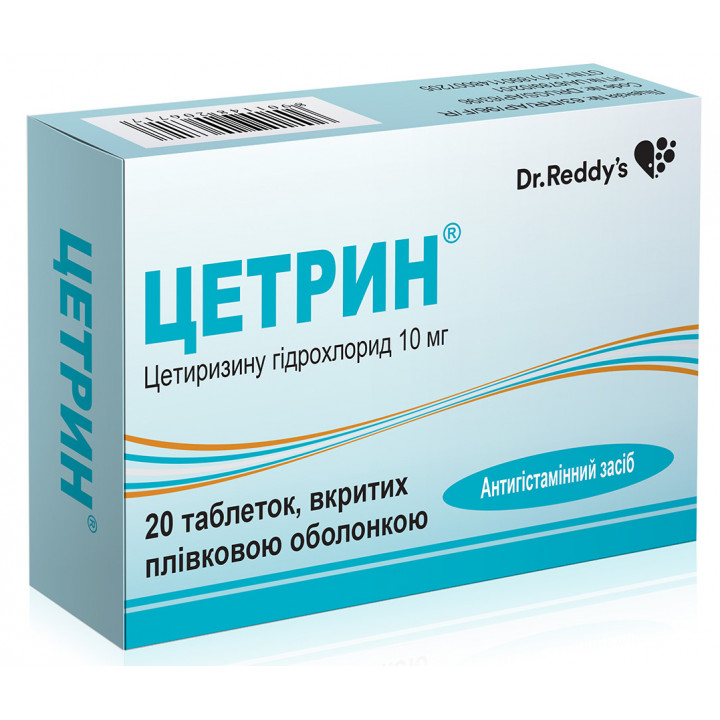 Dr.Reddy's
ЦЕТРИН®
Цетиризину гідрохлорид 10 мг
Антигістамінний засіб
20 таблеток, вкритих
плівковою оболонкою
ЦЕТРИН®